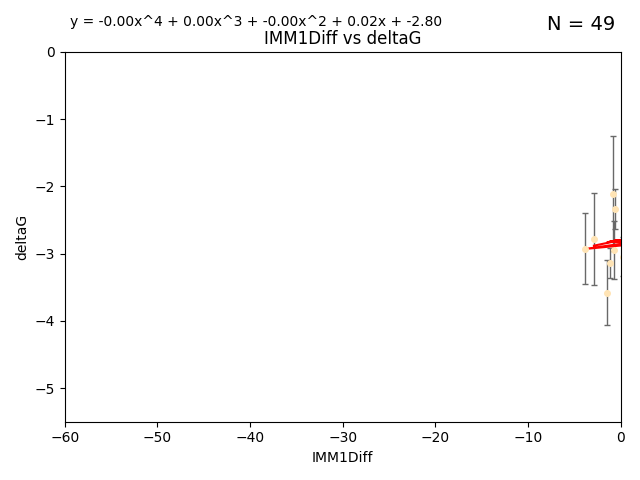 y = -0.00x^4 + 0.00x^3 + -0.00x^2 + 0.02x + -2.80
N = 49
IMM1Diff vs deltaG
0
−1
−2
−3
−4
−5
deltaG
−60
−50
−40
−30
−20
−10
0
IMM1Diff